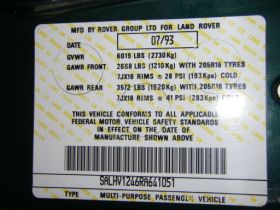 MFD BY ROVER GROUP LTD FOR LAND ROVER
DATE 07/93
GVWR 6019 LBS (2730Kg)
GAWR FRONT 2668 LBS (1210Kg) WITH 205R16 TYRES
7JX16 RIMS @ 28 PSI (193Kpa) COLD
GAWR REAR 3572 LBS (1620Kg) WITH 205R16 TYRES
7JX16 RIMS @ 41 PSI (283Kpa) COLD
THIS VEHICLE CONFORMS TO ALL APPLICABLE
FEDERAL MOTOR VEHICLE SAFETY STANDARDS
IN EFFECT ON THE DATE OF
MANUFACTURE SHOWN ABOVE
SALHV1246RA641051
TYPE MULTI-PURPOSE PASSENGER VEHICLE